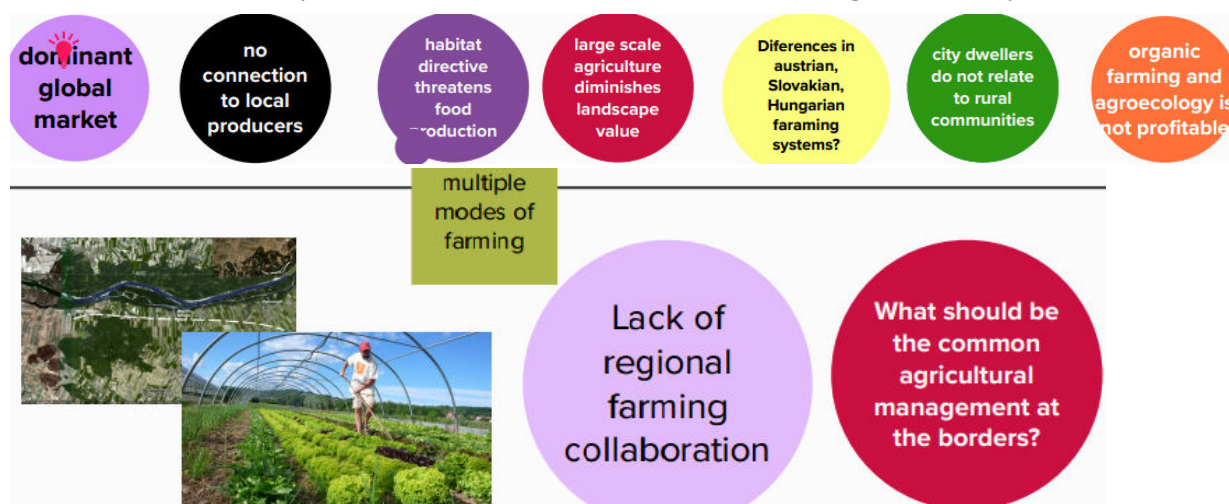 dominant
global
market
no
connection
to local
producers
habitat
directive
threatens
food
production
large scale
agriculture
diminishes
landscape
value
Diferences in
austrian,
Slovakian,
Hungarian
faraming
systems?
city dwellers
do not relate
to rural
communities
organic
farming and
agroecology is
not profitable
multiple
modes of
farming
Lack of
regional
farming
collaboration
What should be
the common
agricultural
management at
the borders?